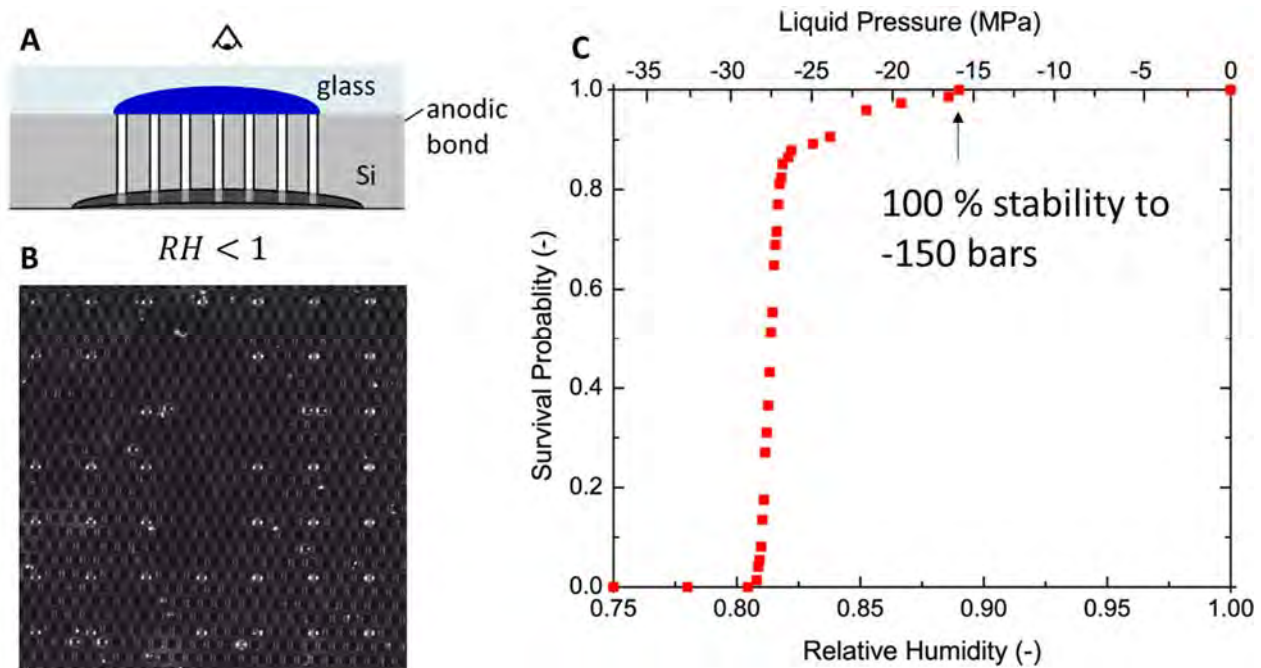 A
glass
anodic
bond
Si
RH < 1
B
C
Liquid Pressure (MPa)
-35 -30 -25 -20 -15 -10 -5 0
1.0
0.8
0.6
0.4
0.2
0.0
Survival Probablity (-)
100 % stability to
-150 bars
0.75 0.80 0.85 0.90 0.95 1.00
Relative Humidity (-)